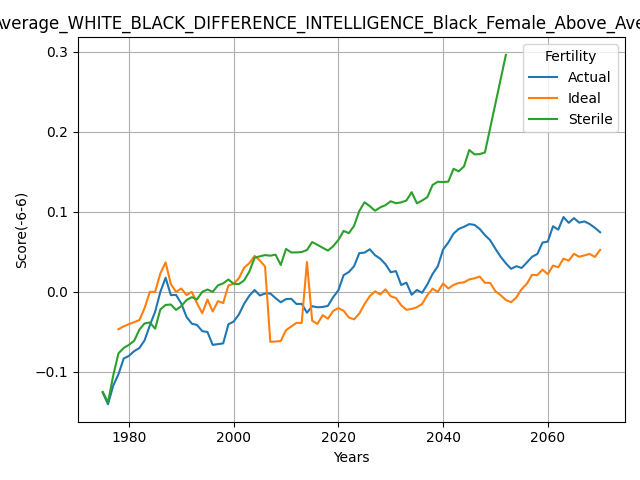 Average_WHITE_BLACK_DIFFERENCE_INTELLIGENCE_Black_Female_Above_Ave
Fertility
Actual
Ideal
Sterile
Score(-6-6)
0.3
0.2
0.1
0.0
−0.1
1980 2000 2020 2040 2060
Years